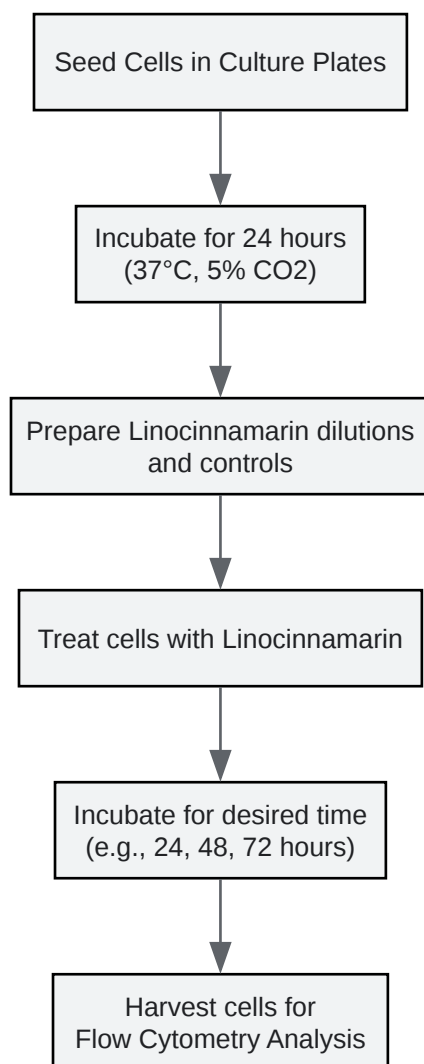 Seed Cells in Culture Plates
Incubate for 24 hours
(37°C, 5% CO2)
Prepare Linocinnamarin dilutions
and controls
Treat cells with Linocinnamarin
Incubate for desired time
(e.g., 24, 48, 72 hours)
Harvest cells for
Flow Cytometry Analysis